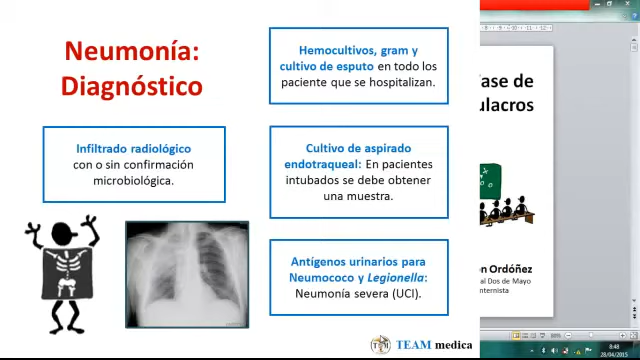 Neumonía:
Diagnóstico
Infiltrado radiológico
con o sin confirmación
microbiológica.
Hemocultivos, gram y
cultivo de esputo en todo los
paciente que se hospitalizan.
Cultivo de aspirado
endotraqueal: En pacientes
intubados se debe obtener
una muestra.
Antígenos urinarios para
Neumococo y Legionella:
Neumonía severa (UCI).
TEAM medica
ase de
ulacros
on Ordóñez
al Dos de Mayo
nternista
8:48
28/04/2015